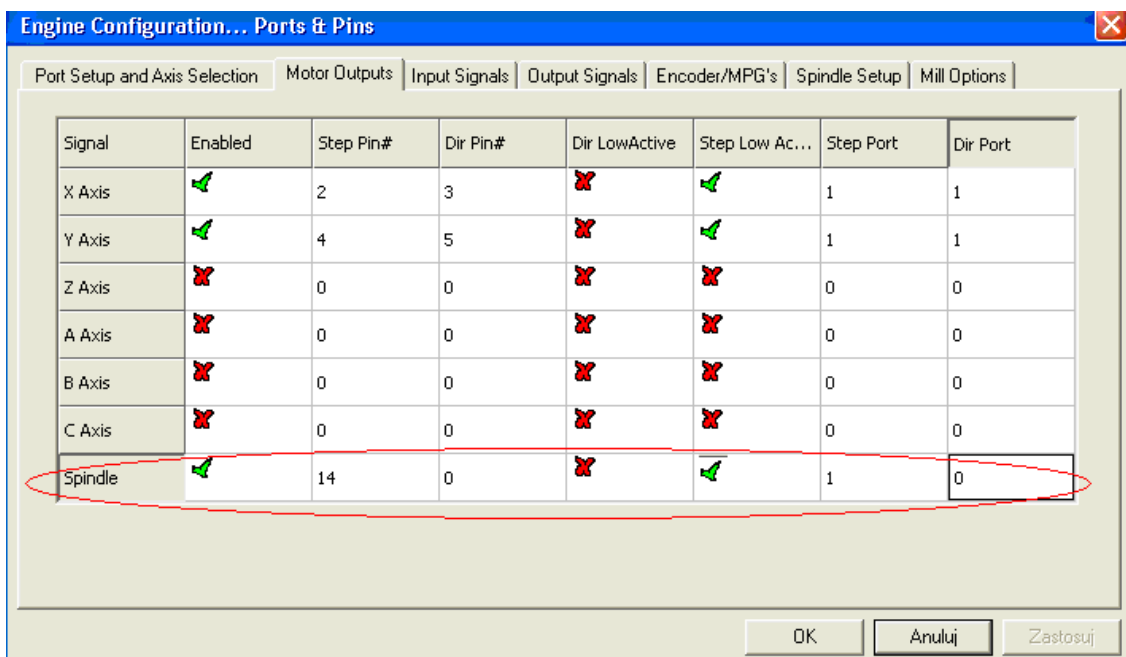 Engine Configuration... Ports & Pins
Port Setup and Axis Selection Motor Outputs Input Signals Output Signals Encoder/MPG's Spindle Setup Mill Options
Signal Enabled Step Pin# Dir Pin# Dir LowActive Step Low Ac... Step Port Dir Port
X Axis 2 3 1 1
Y Axis 4 5 1 1
Z Axis 0 0 0 0
A Axis 0 0 0 0
B Axis 0 0 0 0
C Axis 0 0 0 0
Spindle 14 0 1 0
OK Anuluj Zastosuj